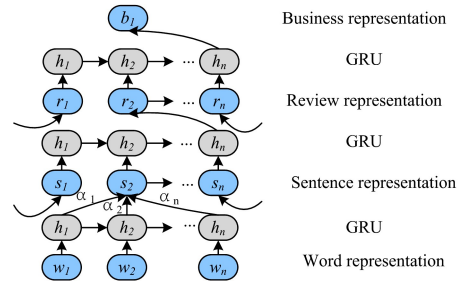 b1 Business representation
h1 h2 ... hn GRU
r1 r2 ... rn Review representation
h1 h2 ... hn GRU
s1 s2 ... sn Sentence representation
α1 α2 αn
h1 h2 ... hn GRU
w1 w2 ... wn Word representation